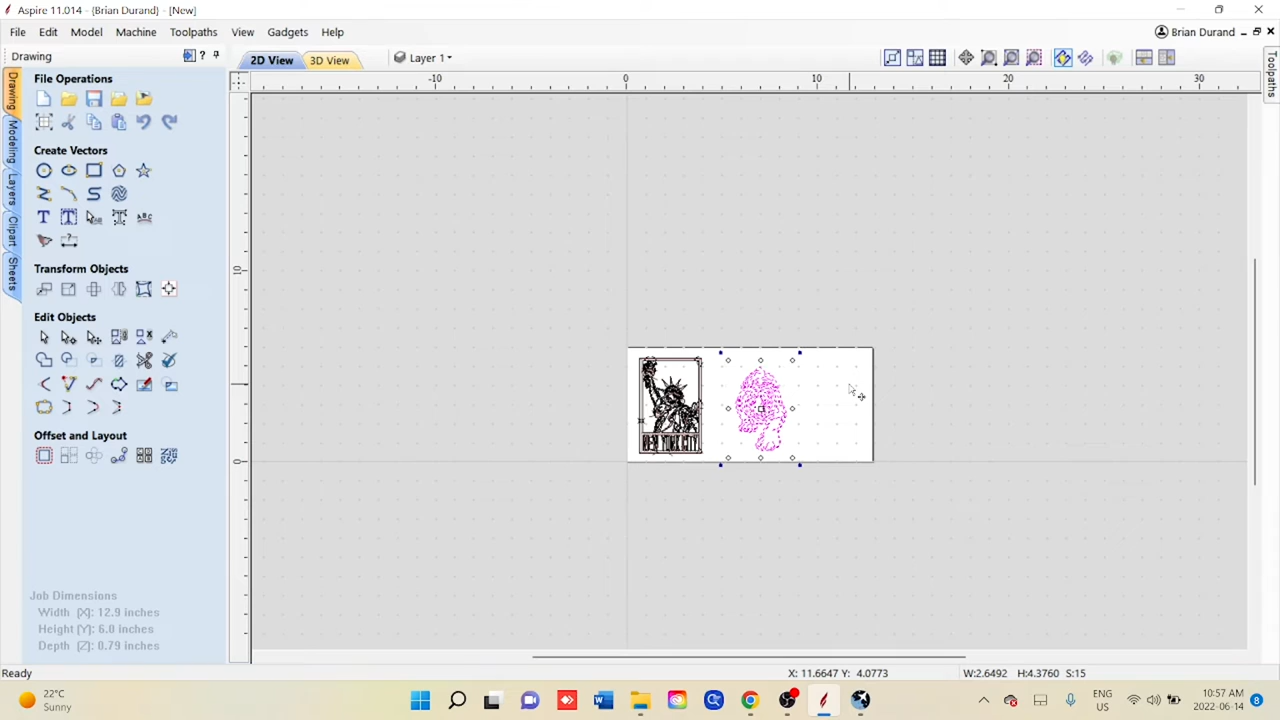 Aspire 11.014 - {Brian Durand} - [New]
File Edit Model Machine Toolpaths View Gadgets Help
Brian Durand
Drawing
2D View
3D View
Layer 1
Drawing
Modeling
Layers
Clipart
Sheets
Toolpaths
File Operations
Create Vectors
Transform Objects
Edit Objects
Offset and Layout
Job Dimensions
Width [X]: 12.9 inches
Height [Y]: 6.0 inches
Depth [Z]: 0.79 inches
-10 0 10 20 30
10
0
NEW YORK CITY
Ready
X: 11.6647 Y: 4.0773
W:2.6492 H:4.3760 S:15
22°C
Sunny
ENG
CY
10:57 AM
2022-06-14
8